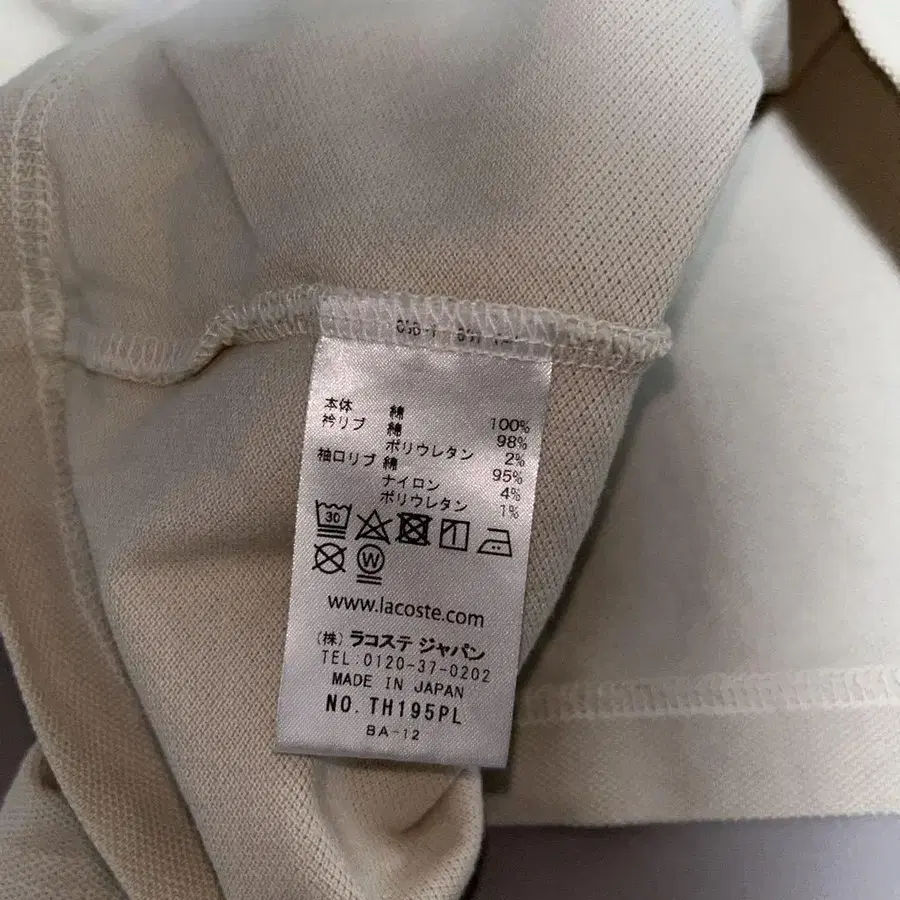 本体 綿 100%
衿リブ 綿 98%
ポリウレタン 2%
袖口リブ 綿 95%
ナイロン 4%
ポリウレタン 1%
30
W
www.lacoste.com
(株) ラコステ ジャパン
TEL.0120-37-0202
MADE IN JAPAN
NO. TH195PL
BA-12